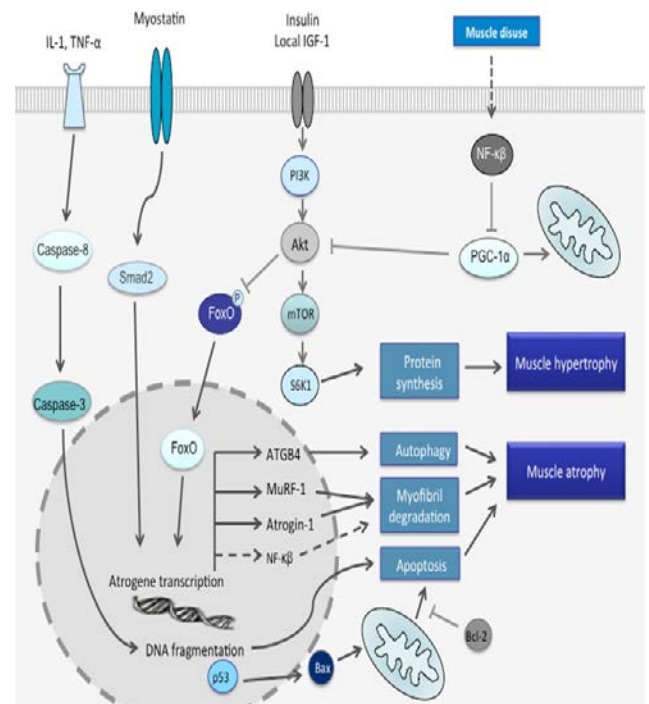 Myostatin
IL-1, TNF-α
Insulin
Local IGF-1
Muscle disuse
NF-κβ
PI3K
Caspase-8
Akt
PGC-1α
Smad2
P
FoxO
mTOR
Caspase-3
S6K1
Protein
synthesis
Muscle hypertrophy
FoxO
ATGB4
Autophagy
MuRF-1
Myofibril
degradation
Muscle atrophy
Atrogin-1
NF-κβ
Apoptosis
Atrogene transcription
DNA fragmentation
Bcl-2
p53
Bax